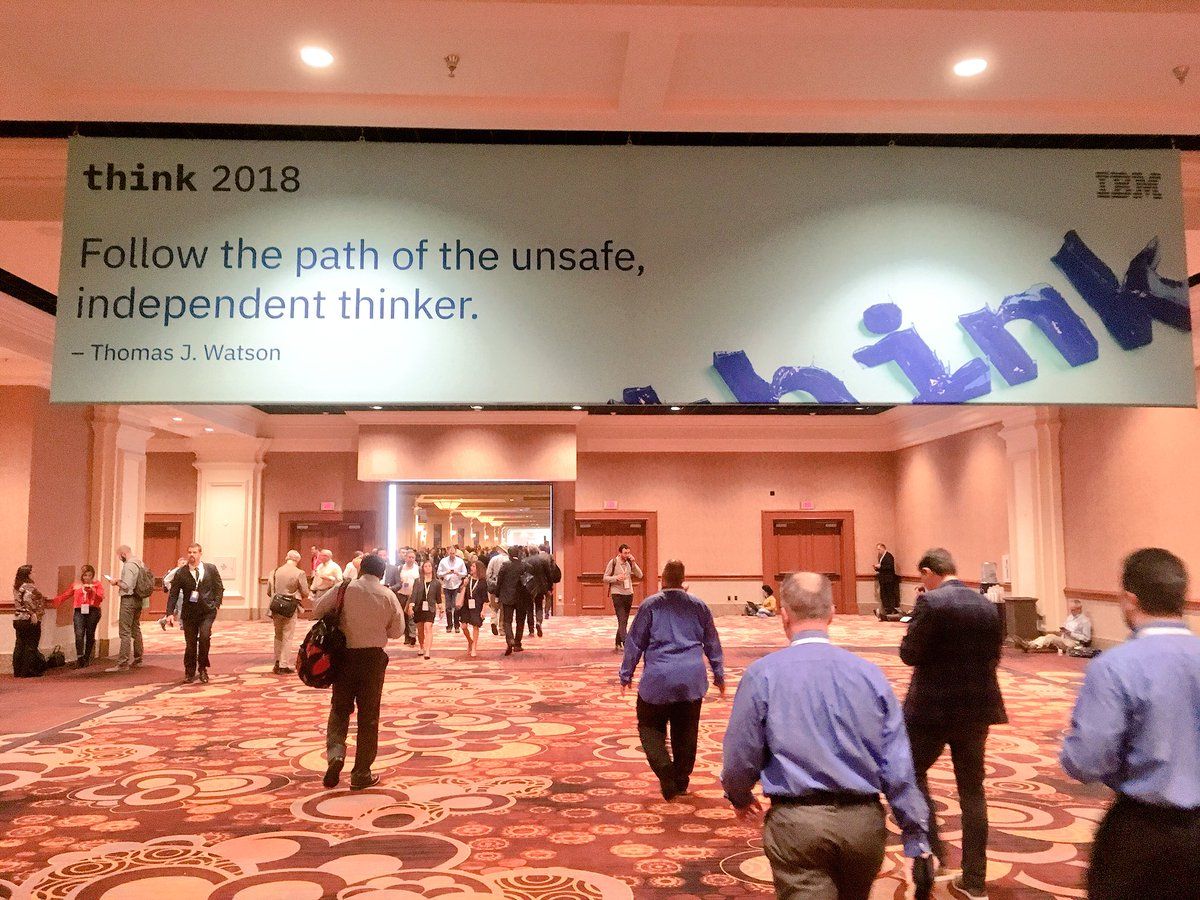 think 2018
IBM
Follow the path of the unsafe,
independent thinker.
– Thomas J. Watson
think